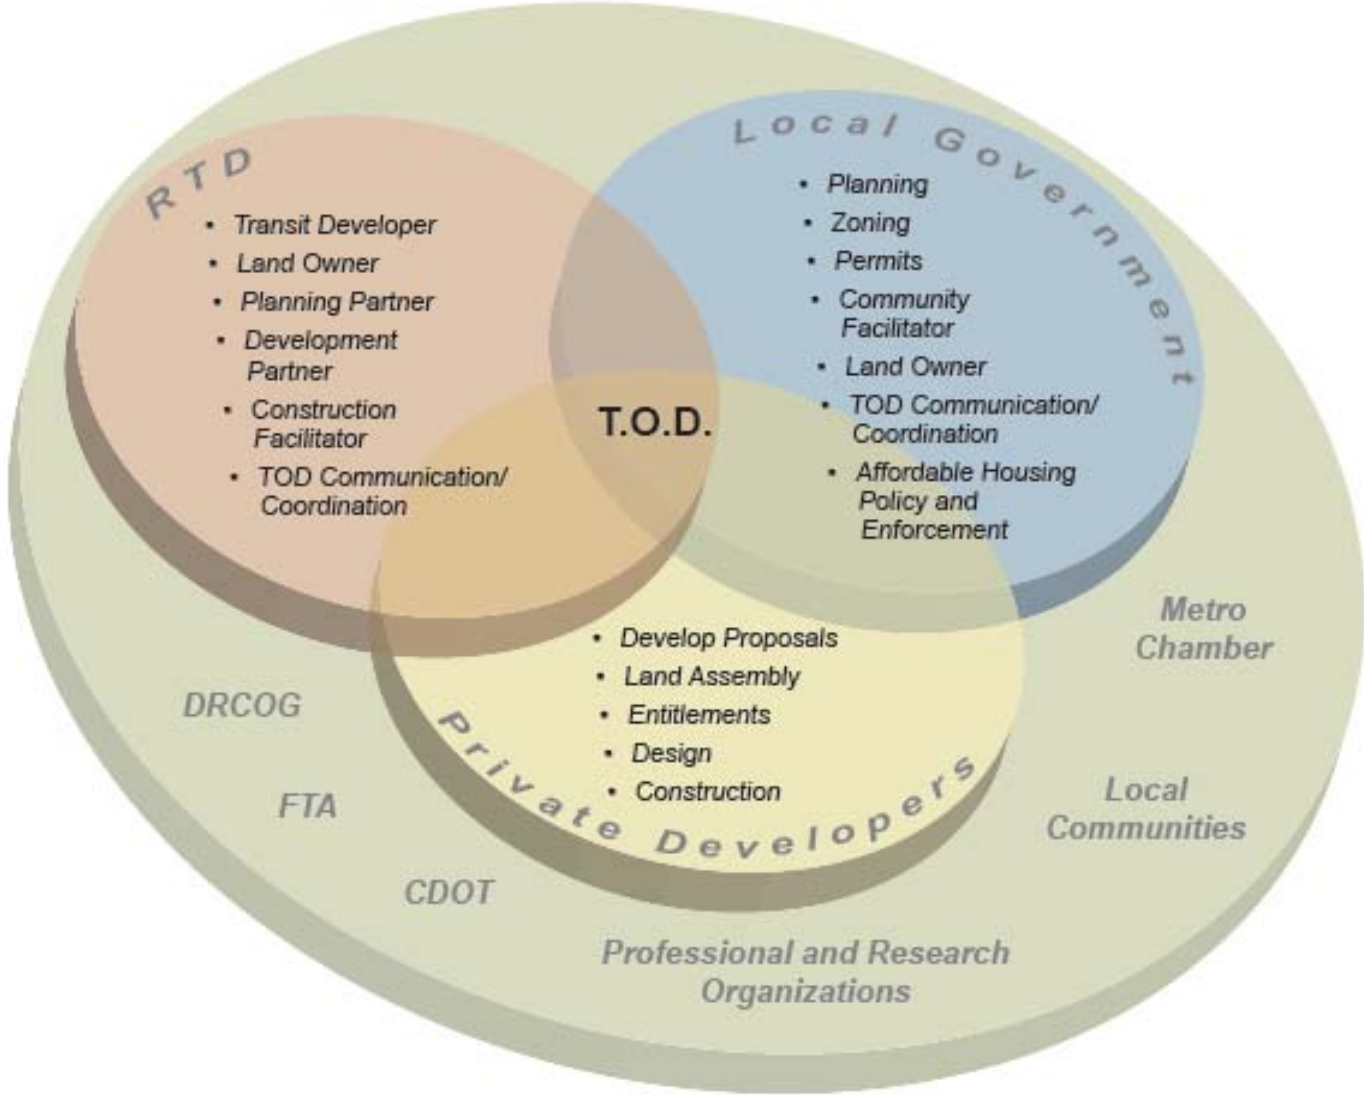 RTD
• Transit Developer
• Land Owner
• Planning Partner
• Development
Partner
• Construction
Facilitator
• TOD Communication/
Coordination
Local Government
• Planning
• Zoning
• Permits
• Community
Facilitator
• Land Owner
• TOD Communication/
Coordination
• Affordable Housing
Policy and
Enforcement
T.O.D.
• Develop Proposals
• Land Assembly
• Entitlements
• Design
• Construction
Private Developers
DRCOG
FTA
CDOT
Professional and Research
Organizations
Local
Communities
Metro
Chamber